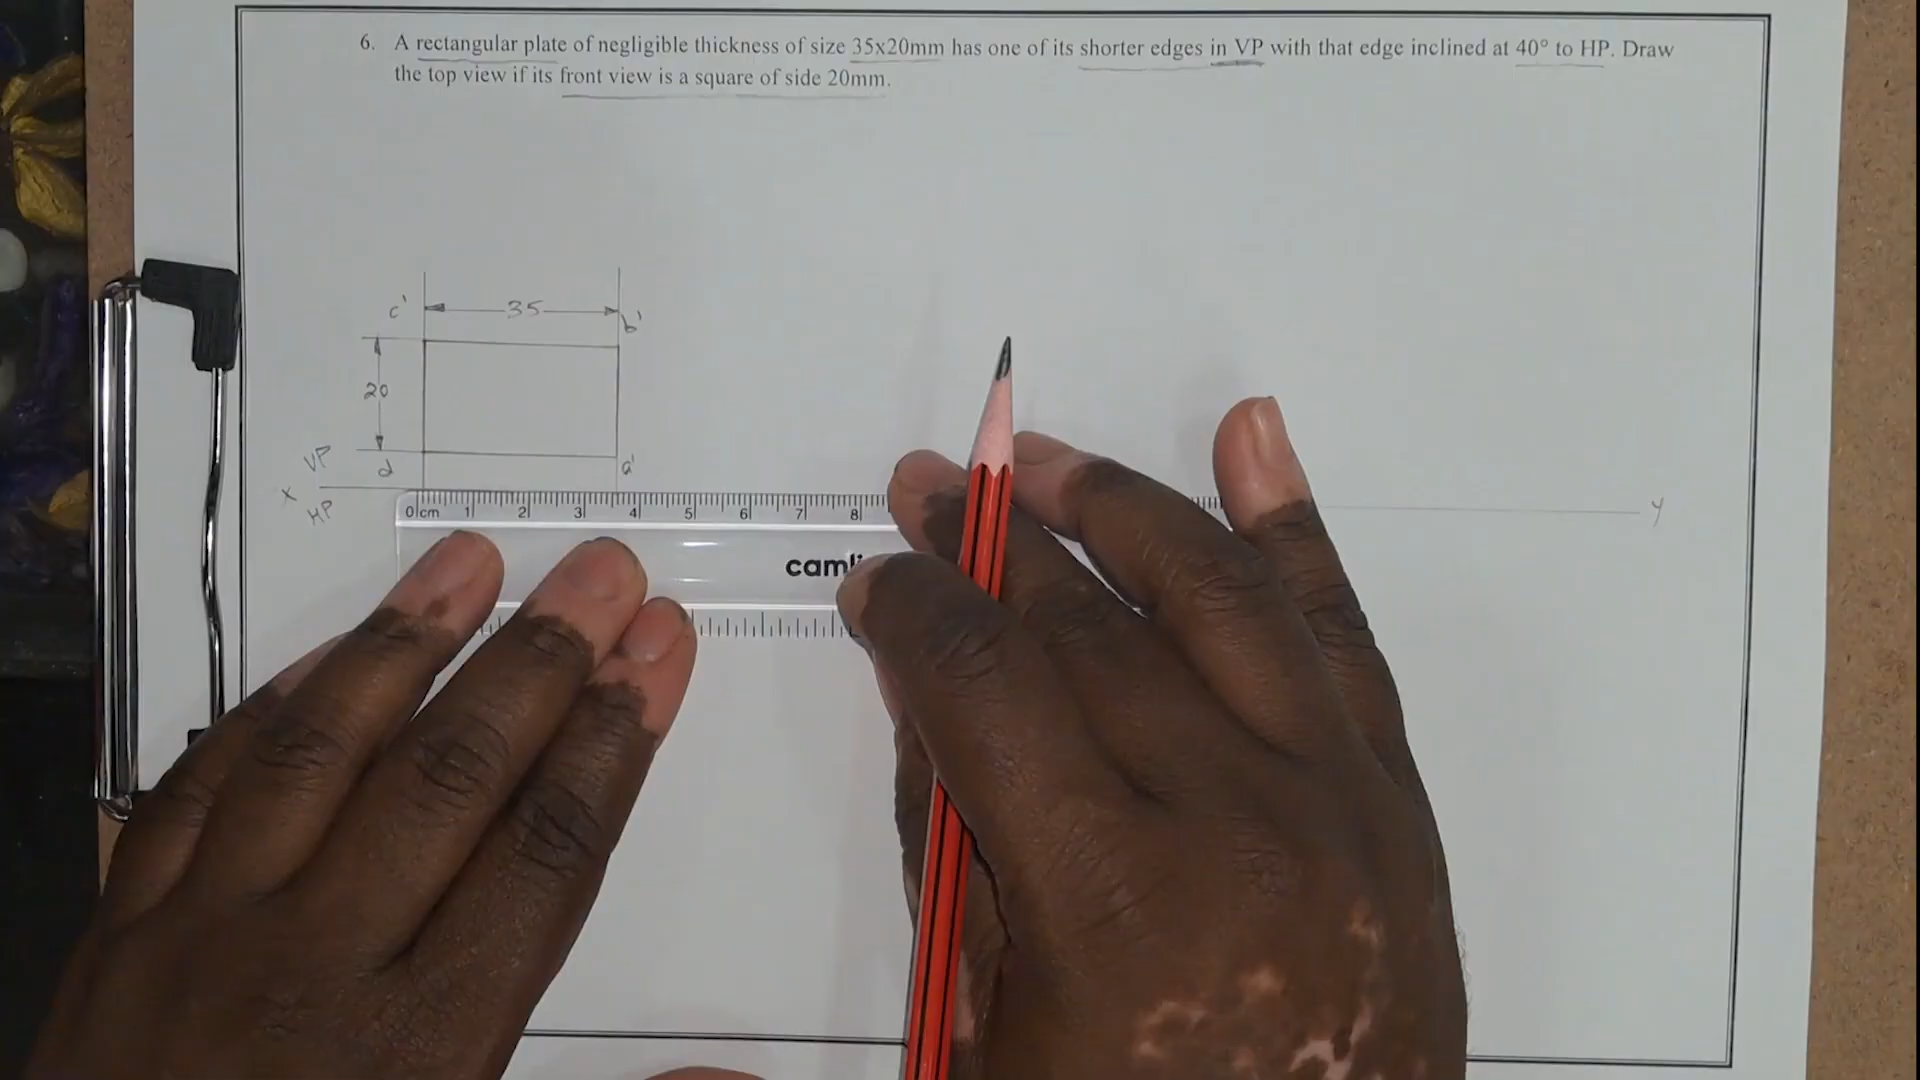 6. A rectangular plate of negligible thickness of size 35x20mm has one of its shorter edges in VP with that edge inclined at 40° to HP. Draw
the top view if its front view is a square of side 20mm.
c'
35
b'
20
VP
d
a'
X
HP
Y
0 cm 1 2 3 4 5 6 7 8